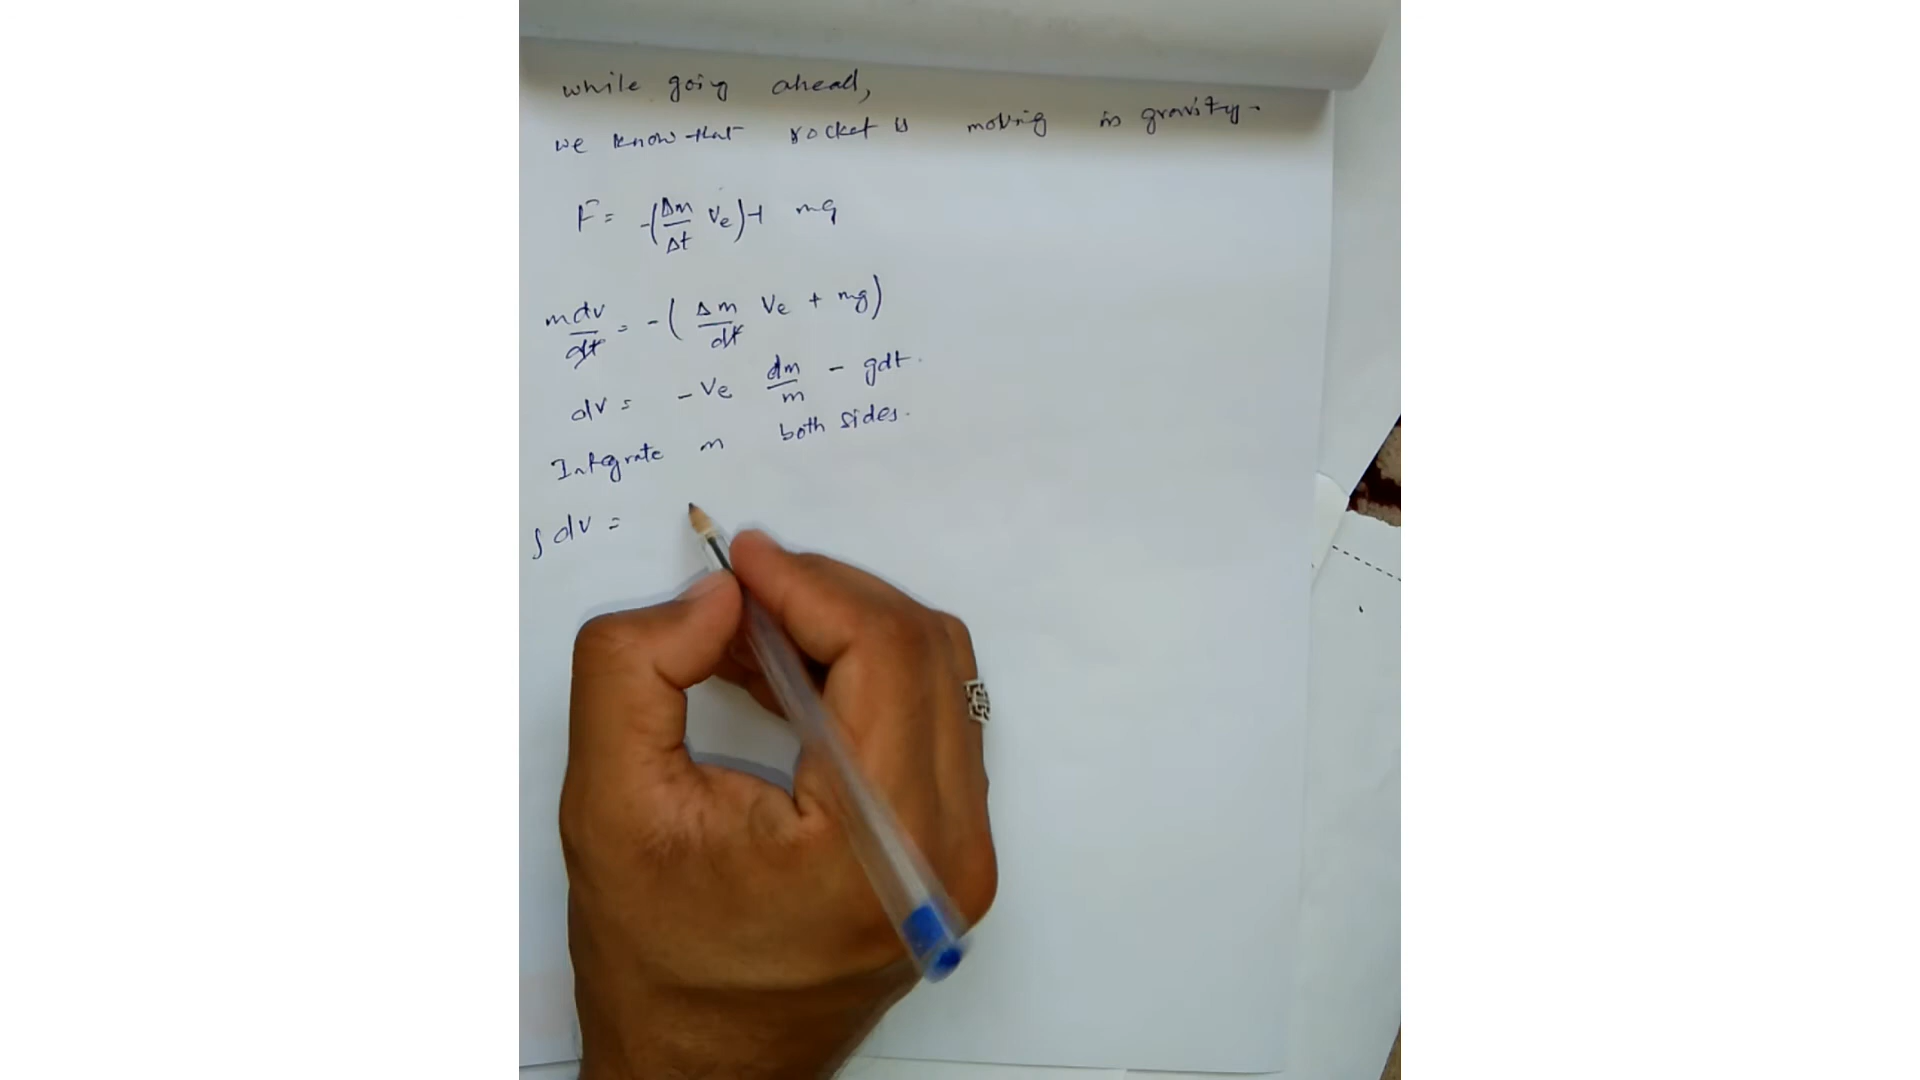 while going ahead,
we know that rocket is moving in gravity.
F = -(Δm/Δt Ve)+ mg
mdv/dt = -(Δm/dt Ve + mg)
dv = -Ve dm/m - gdt.
Integrate on both sides.
∫dv =